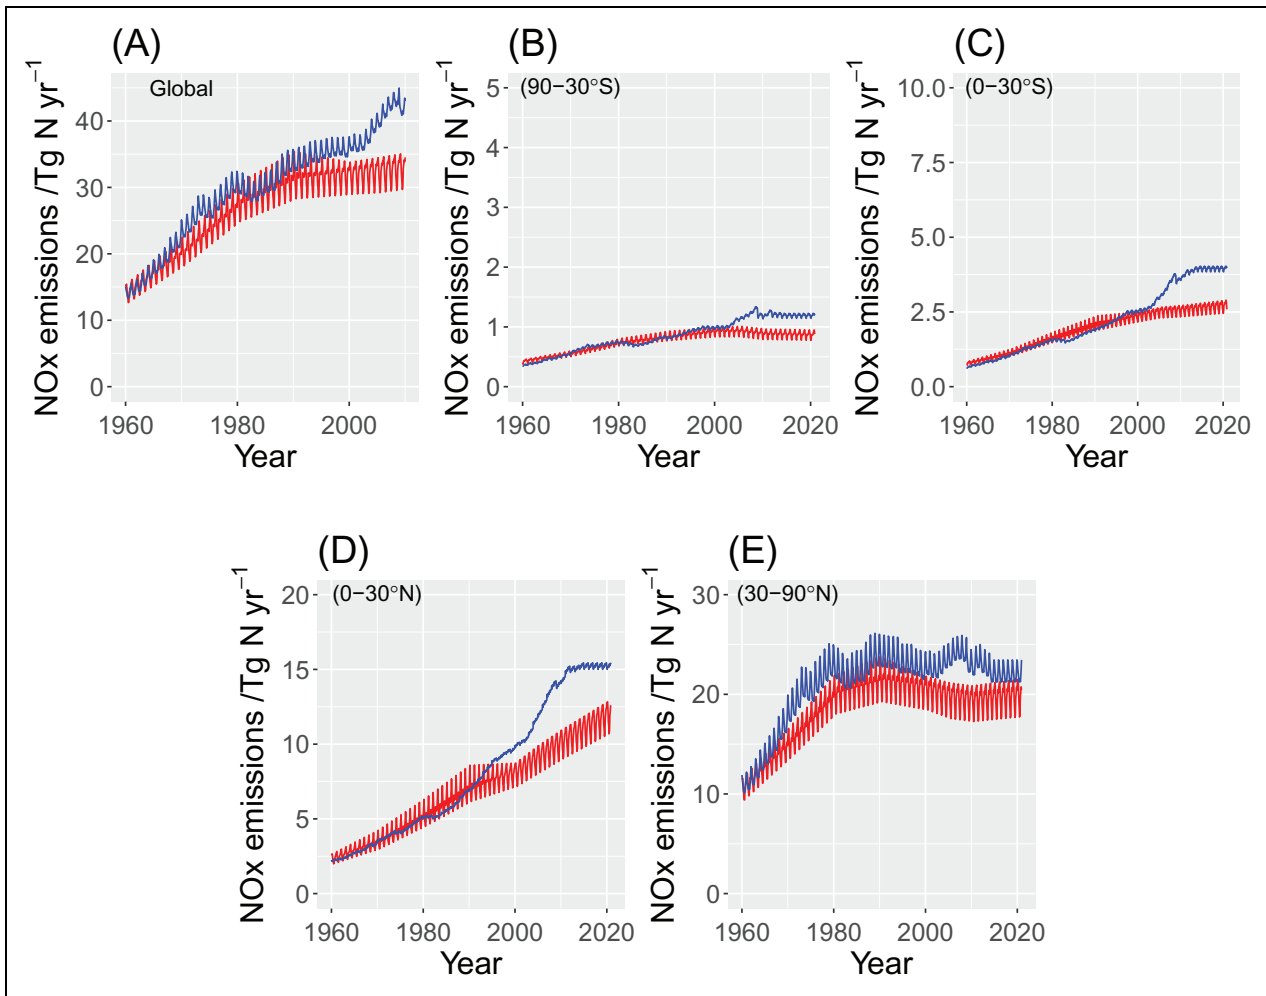 (A)
(B)
(C)
Global
(90−30°S)
(0−30°S)
NOx emissions /Tg N yr⁻¹
40
30
20
10
0
1960
1980
2000
Year
NOx emissions /Tg N yr⁻¹
5
4
3
2
1
0
1960
1980
2000
2020
Year
NOx emissions /Tg N yr⁻¹
10.0
7.5
5.0
2.5
0.0
1960
1980
2000
2020
Year
(D)
(E)
(0−30°N)
(30−90°N)
NOx emissions /Tg N yr⁻¹
20
15
10
5
0
1960
1980
2000
2020
Year
NOx emissions /Tg N yr⁻¹
30
20
10
0
1960
1980
2000
2020
Year